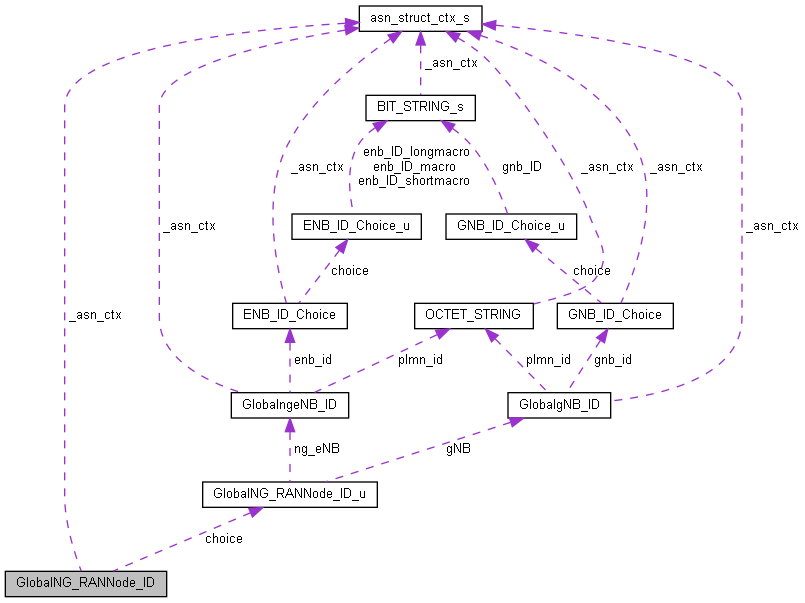 asn_struct_ctx_s
_asn_ctx
BIT_STRING_s
enb_ID_longmacro
enb_ID_macro
enb_ID_shortmacro
_asn_ctx
gnb_ID
_asn_ctx
_asn_ctx
_asn_ctx
ENB_ID_Choice_u
GNB_ID_Choice_u
_asn_ctx
choice
choice
_asn_ctx
ENB_ID_Choice
OCTET_STRING
GNB_ID_Choice
enb_id
plmn_id
plmn_id
gnb_id
GlobalngeNB_ID
GlobalgNB_ID
ng_eNB
gNB
GlobalNG_RANNode_ID_u
choice
GlobalNG_RANNode_ID